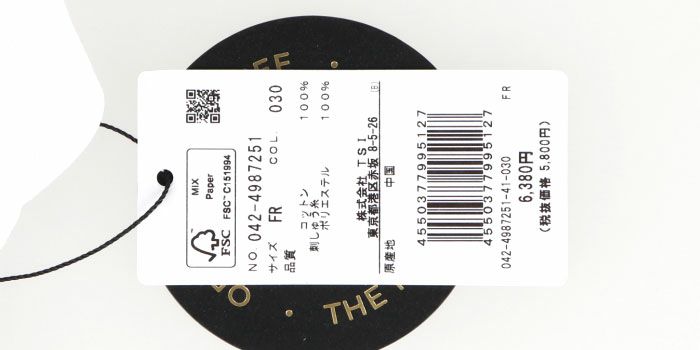 MIX
Paper
FSC™ C151994
FSC
NO. 042-4987251
サイズ FR COL. 030
品質
コットン 100%
刺しゅう糸
ポリエステル 100%
株式会社 TSI
東京都港区赤坂 8-5-26
(B)
原産地 中国
4550377995127
4550377995127
042-4987251-41-030 FR
6,380円
(税抜価格 5,800円)
THE